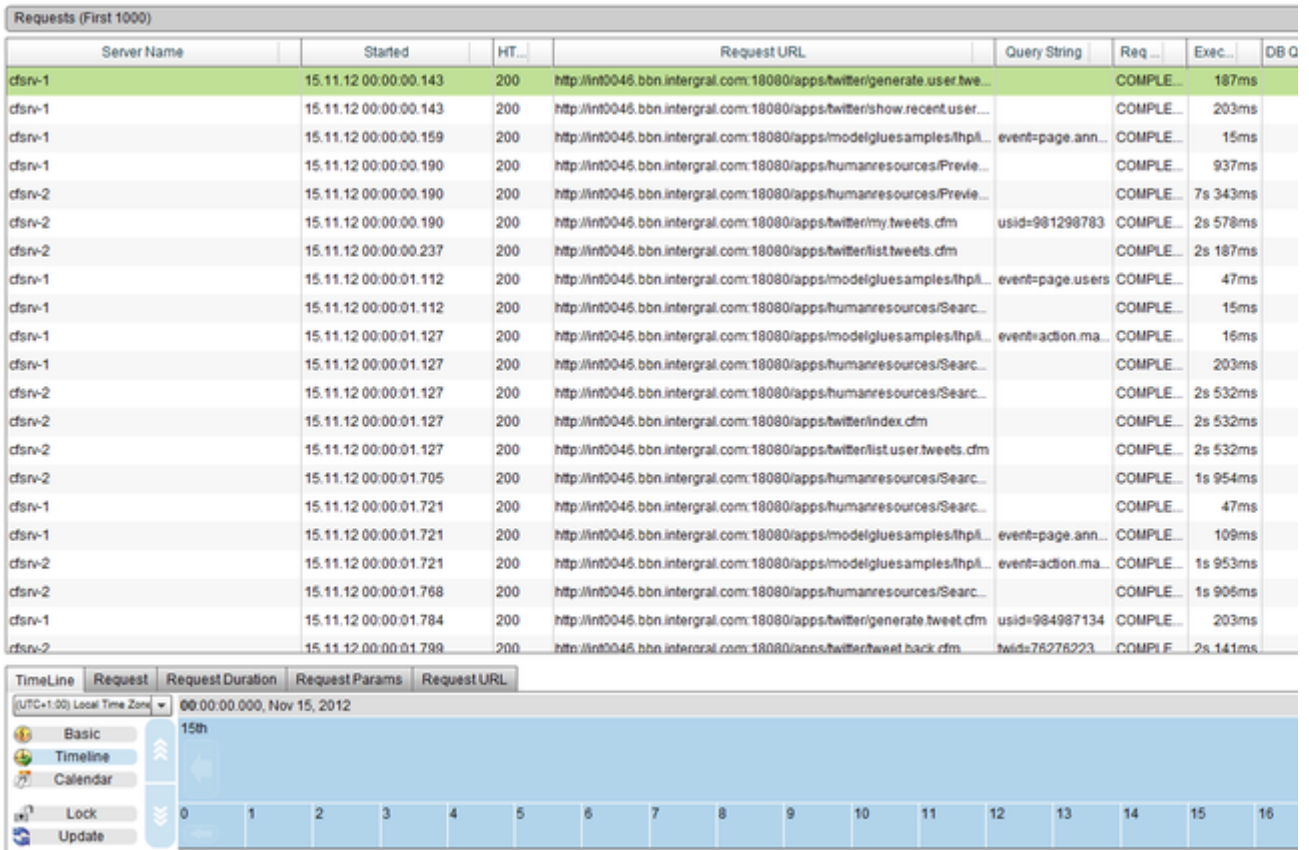 Requests (First 1000)
Server Name Started HT... Request URL Query String Req ... Exec... DB Q
cfsrv-1 15.11.12 00:00:00.143 200 http://int0046.bbn.intergral.com:18080/apps/twitter/generate.user.twe... COMPLE... 187ms
cfsrv-1 15.11.12 00:00:00.143 200 http://int0046.bbn.intergral.com:18080/apps/twitter/show.recent.user.... COMPLE... 203ms
cfsrv-1 15.11.12 00:00:00.159 200 http://int0046.bbn.intergral.com:18080/apps/modelgluesamples/lhp/i... event=page.ann... COMPLE... 15ms
cfsrv-1 15.11.12 00:00:00.190 200 http://int0046.bbn.intergral.com:18080/apps/humanresources/Previe... COMPLE... 937ms
cfsrv-2 15.11.12 00:00:00.190 200 http://int0046.bbn.intergral.com:18080/apps/humanresources/Previe... COMPLE... 7s 343ms
cfsrv-2 15.11.12 00:00:00.190 200 http://int0046.bbn.intergral.com:18080/apps/twitter/my.tweets.cfm usid=981298783 COMPLE... 2s 578ms
cfsrv-2 15.11.12 00:00:00.237 200 http://int0046.bbn.intergral.com:18080/apps/twitter/list.tweets.cfm COMPLE... 2s 187ms
cfsrv-1 15.11.12 00:00:01.112 200 http://int0046.bbn.intergral.com:18080/apps/modelgluesamples/lhp/i... event=page.users COMPLE... 47ms
cfsrv-1 15.11.12 00:00:01.112 200 http://int0046.bbn.intergral.com:18080/apps/humanresources/Searc... COMPLE... 15ms
cfsrv-1 15.11.12 00:00:01.127 200 http://int0046.bbn.intergral.com:18080/apps/modelgluesamples/lhp/i... event=action.ma... COMPLE... 16ms
cfsrv-1 15.11.12 00:00:01.127 200 http://int0046.bbn.intergral.com:18080/apps/humanresources/Searc... COMPLE... 203ms
cfsrv-2 15.11.12 00:00:01.127 200 http://int0046.bbn.intergral.com:18080/apps/humanresources/Searc... COMPLE... 2s 532ms
cfsrv-2 15.11.12 00:00:01.127 200 http://int0046.bbn.intergral.com:18080/apps/twitter/index.cfm COMPLE... 2s 532ms
cfsrv-2 15.11.12 00:00:01.127 200 http://int0046.bbn.intergral.com:18080/apps/twitter/list.user.tweets.cfm COMPLE... 2s 532ms
cfsrv-2 15.11.12 00:00:01.705 200 http://int0046.bbn.intergral.com:18080/apps/humanresources/Searc... COMPLE... 1s 954ms
cfsrv-1 15.11.12 00:00:01.721 200 http://int0046.bbn.intergral.com:18080/apps/humanresources/Searc... COMPLE... 47ms
cfsrv-1 15.11.12 00:00:01.721 200 http://int0046.bbn.intergral.com:18080/apps/modelgluesamples/lhp/i... event=page.ann... COMPLE... 109ms
cfsrv-2 15.11.12 00:00:01.721 200 http://int0046.bbn.intergral.com:18080/apps/modelgluesamples/lhp/i... event=action.ma... COMPLE... 1s 953ms
cfsrv-2 15.11.12 00:00:01.768 200 http://int0046.bbn.intergral.com:18080/apps/humanresources/Searc... COMPLE... 1s 906ms
cfsrv-1 15.11.12 00:00:01.784 200 http://int0046.bbn.intergral.com:18080/apps/twitter/generate.tweet.cfm usid=984987134 COMPLE... 203ms
cfsrv-2 15.11.12 00:00:01.799 200 http://int0046.bbn.intergral.com:18080/apps/twitter/tweet.back.cfm twid=76276223 COMPLE... 2s 141ms
TimeLine Request Request Duration Request Params Request URL
(UTC+1:00) Local Time Zone 00:00:00.000, Nov 15, 2012
15th
Basic
Timeline
Calendar
Lock
Update
0 1 2 3 4 5 6 7 8 9 10 11 12 13 14 15 16